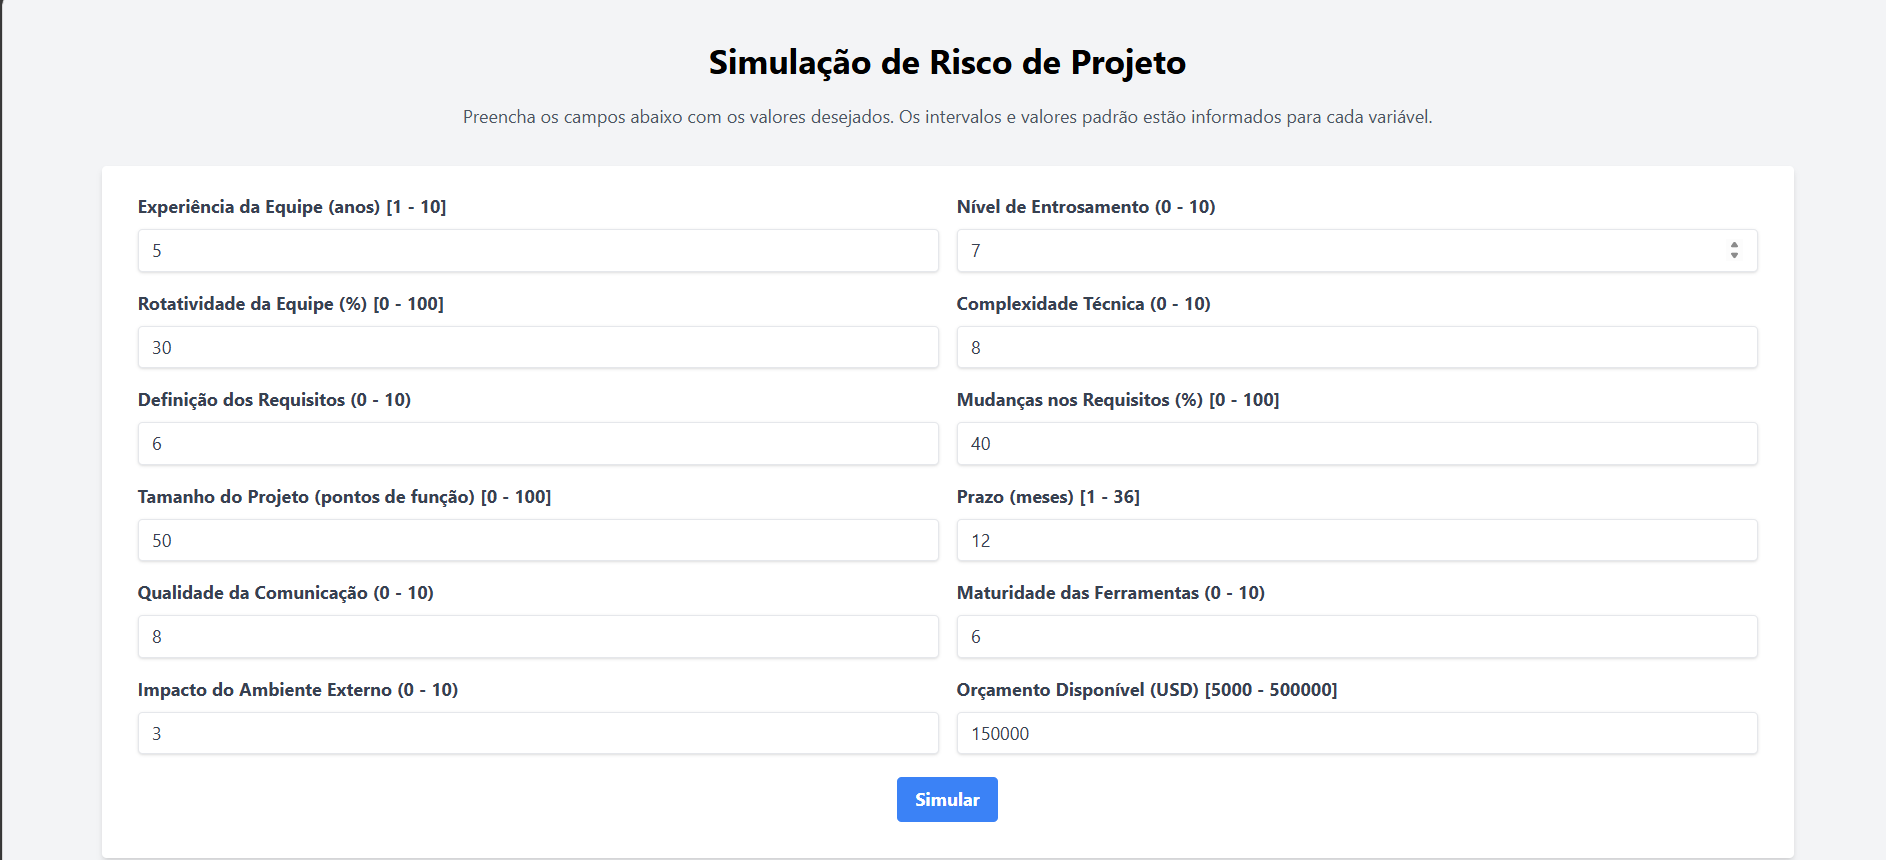 Simulação de Risco de Projeto
Preencha os campos abaixo com os valores desejados. Os intervalos e valores padrão estão informados para cada variável.
Experiência da Equipe (anos) [1 - 10]
5
Nível de Entrosamento (0 - 10)
7
Rotatividade da Equipe (%) [0 - 100]
30
Complexidade Técnica (0 - 10)
8
Definição dos Requisitos (0 - 10)
6
Mudanças nos Requisitos (%) [0 - 100]
40
Tamanho do Projeto (pontos de função) [0 - 100]
50
Prazo (meses) [1 - 36]
12
Qualidade da Comunicação (0 - 10)
8
Maturidade das Ferramentas (0 - 10)
6
Impacto do Ambiente Externo (0 - 10)
3
Orçamento Disponível (USD) [5000 - 500000]
150000
Simular